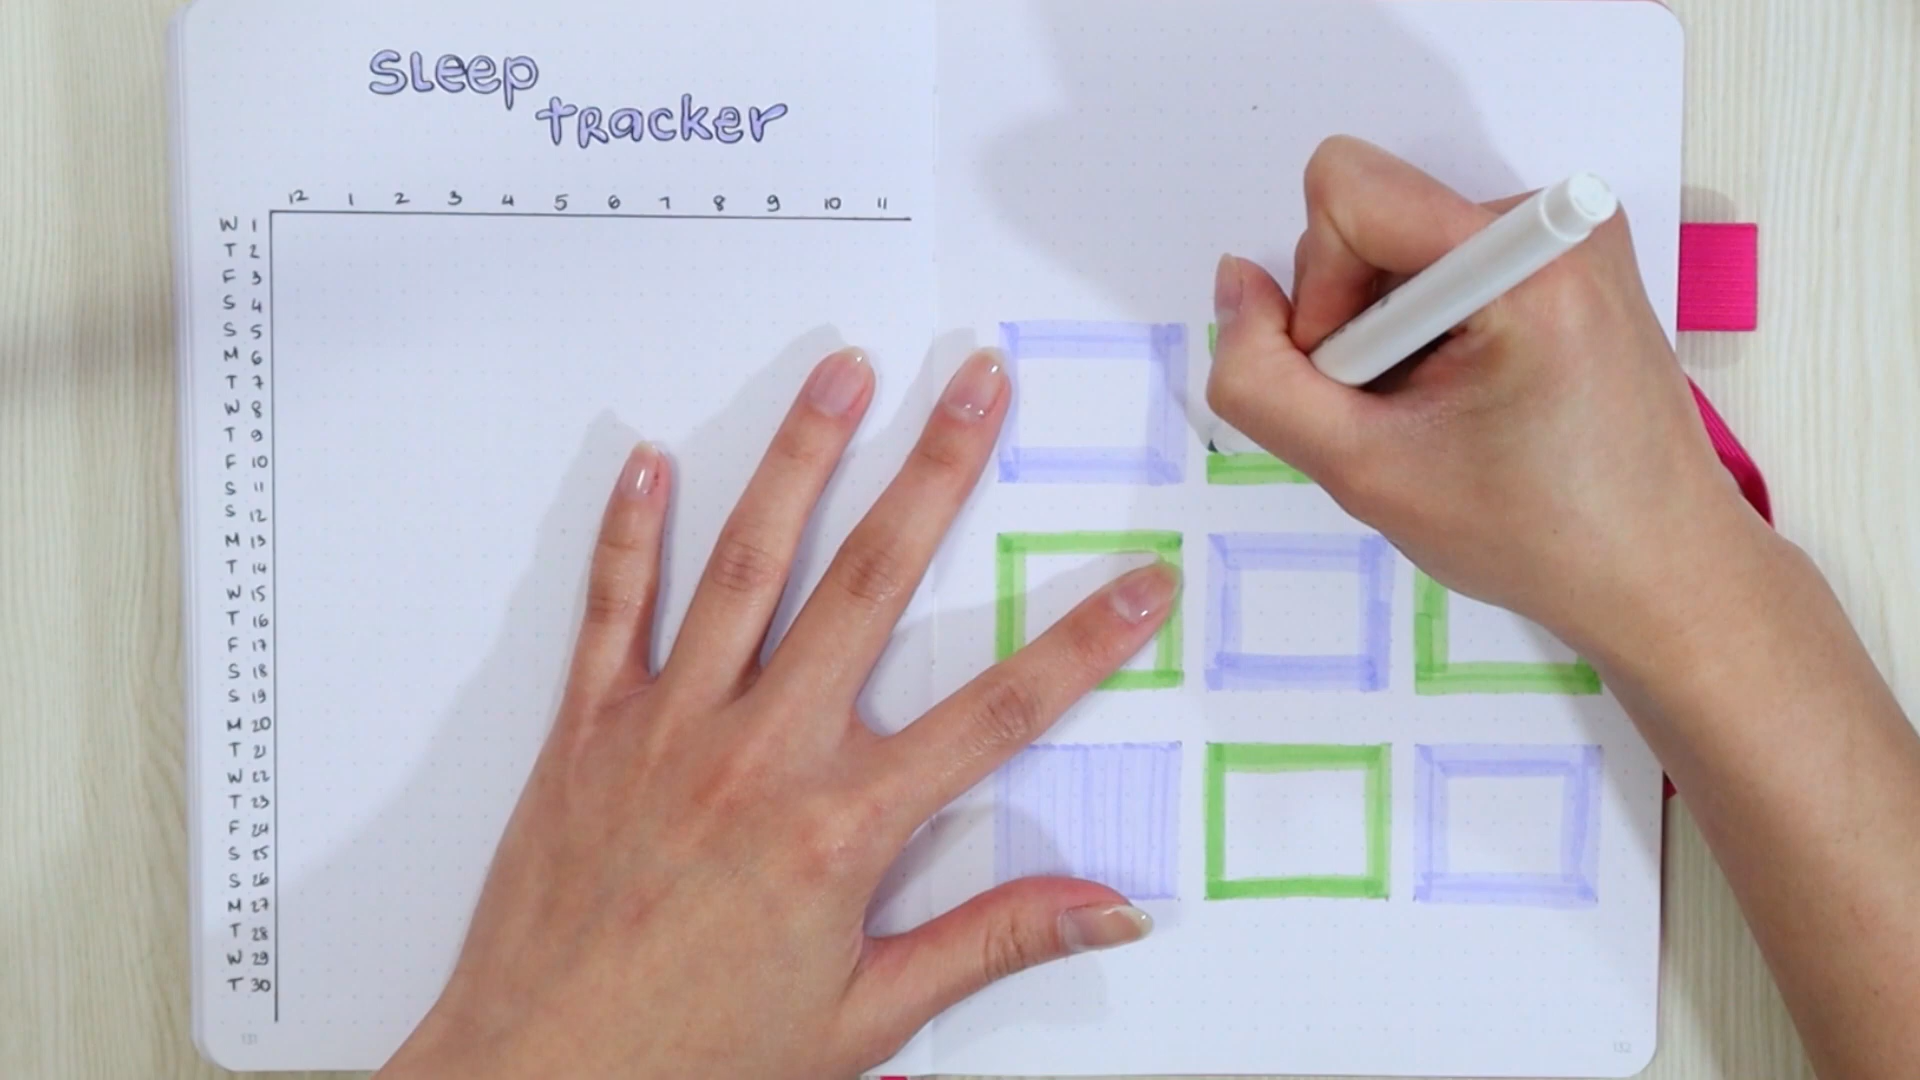 Sleep
tracker
12 1 2 3 4 5 6 7 8 9 10 11
W 1
T 2
F 3
S 4
S 5
M 6
T 7
W 8
T 9
F 10
S 11
S 12
M 13
T 14
W 15
T 16
F 17
S 18
S 19
M 20
T 21
W 22
T 23
F 24
S 25
S 26
M 27
T 28
W 29
T 30
131
132